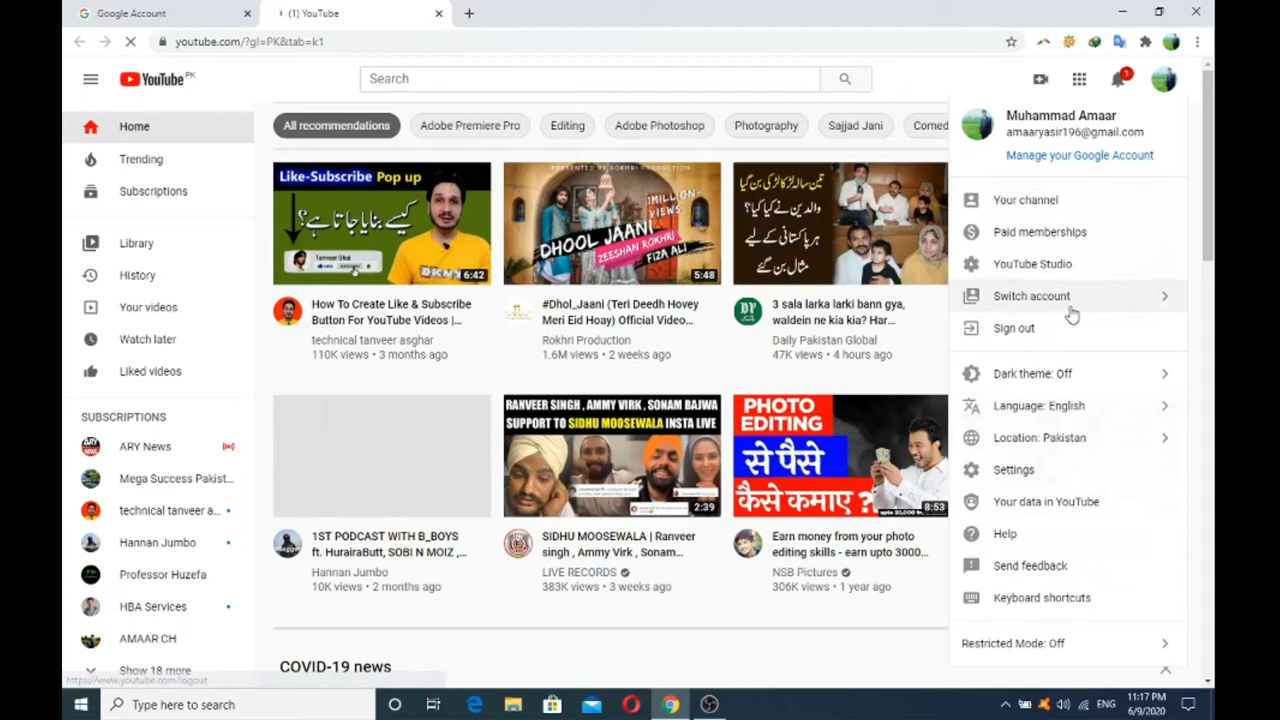 Google Account
(1) YouTube
youtube.com/?gl=PK&tab=k1
YouTube PK
Search
1
Home
Trending
Subscriptions
Library
History
Your videos
Watch later
Liked videos
SUBSCRIPTIONS
ARY News
Mega Success Pakist...
technical tanveer a...
Hannan Jumbo
Professor Huzefa
HBA Services
AMAAR CH
Show 18 more
https://www.youtube.com/logout
All recommendations
Adobe Premiere Pro
Editing
Adobe Photoshop
Photography
Sajjad Jani
Comed
Like-Subscribe Pop up
کیسے بنایا جاتا ہے؟
Tanveer Bhai
6:42
How To Create Like & Subscribe
Button For YouTube Videos |...
technical tanveer asghar
110K views • 3 months ago
PRESENTED BY ROKHRI PRODUCTION
1MILLION+
VIEWS
DHOOL JAANI
ZEESHAN ROKHRI
FIZA ALI
5:48
#Dhol_Jaani (Teri Deedh Hovey
Meri Eid Hoay) Official Video...
Rokhri Production
1.6M views • 2 weeks ago
تین سالہ لڑکا لڑکی بن گیا
والدین نے کیا کیا؟
ہر پاکستانی کے لیے
مثال بن گئے
3 sala larka larki bann gya,
waldein ne kia kia? Har...
Daily Pakistan Global
47K views • 4 hours ago
1ST PODCAST WITH B_BOYS
ft. HurairaButt, SOBI N MOIZ ,...
Hannan Jumbo
10K views • 2 months ago
RANVEER SINGH , AMMY VIRK , SONAM BAJWA
SUPPORT TO SIDHU MOOSEWALA INSTA LIVE
2:39
SIDHU MOOSEWALA | Ranveer
singh , Ammy Virk , Sonam...
LIVE RECORDS
383K views • 3 weeks ago
PHOTO
EDITING
से पैसे
कैसे कमाए ?
8:53
Earn money from your photo
editing skills - earn upto 3000...
NSB Pictures
306K views • 1 year ago
COVID-19 news
Muhammad Amaar
amaaryasir196@gmail.com
Manage your Google Account
Your channel
Paid memberships
YouTube Studio
Switch account
Sign out
Dark theme: Off
Language: English
Location: Pakistan
Settings
Your data in YouTube
Help
Send feedback
Keyboard shortcuts
Restricted Mode: Off
Type here to search
ENG
11:17 PM
6/9/2020